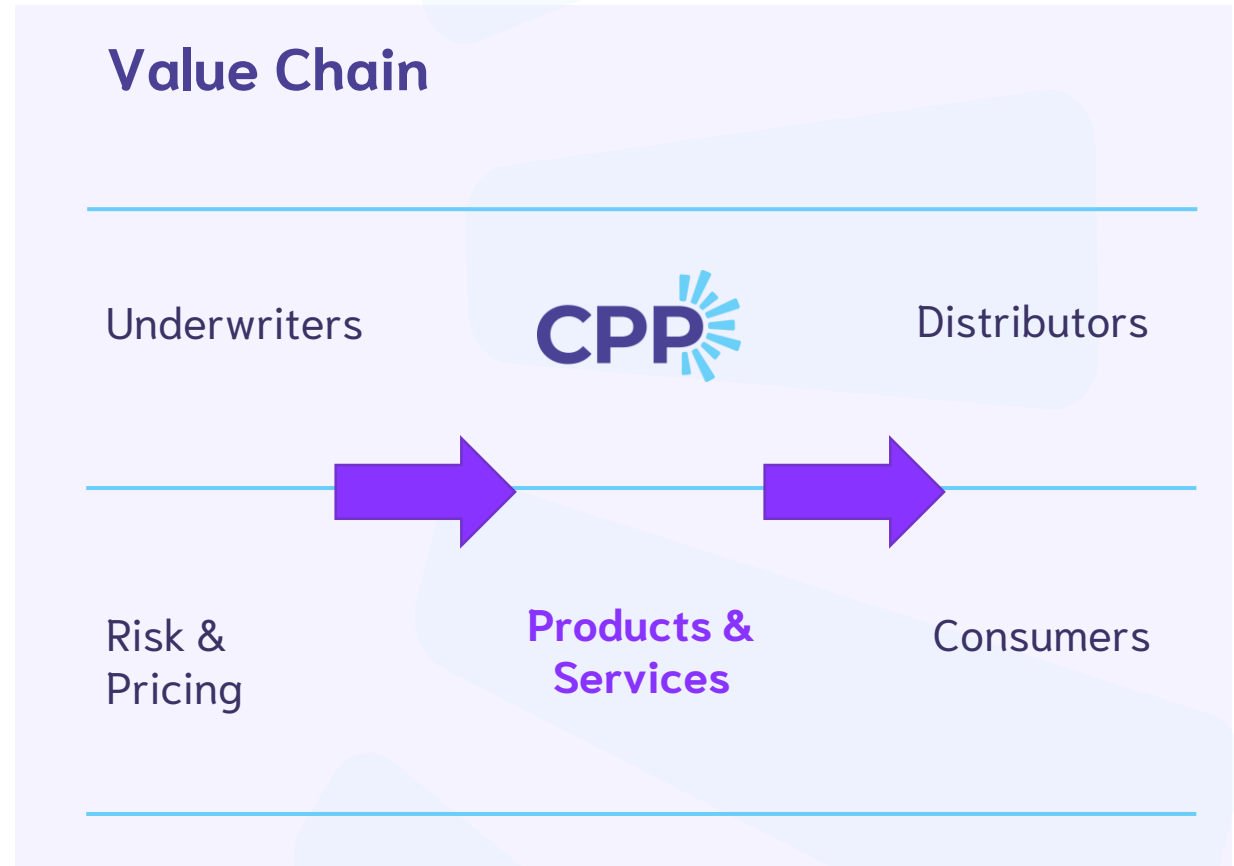 Value Chain
Underwriters
CPP
Distributors
Risk &
Pricing
Products &
Services
Consumers